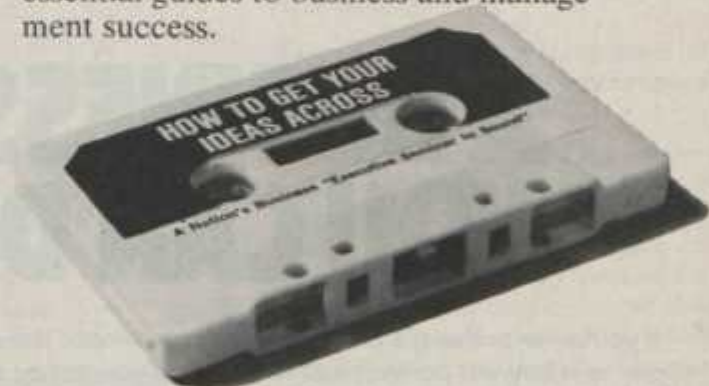 essential guides to business and manage-
ment success.
HOW TO GET YOUR
IDEAS ACROSS
A Nation's Business "Executive Seminar in Sound"